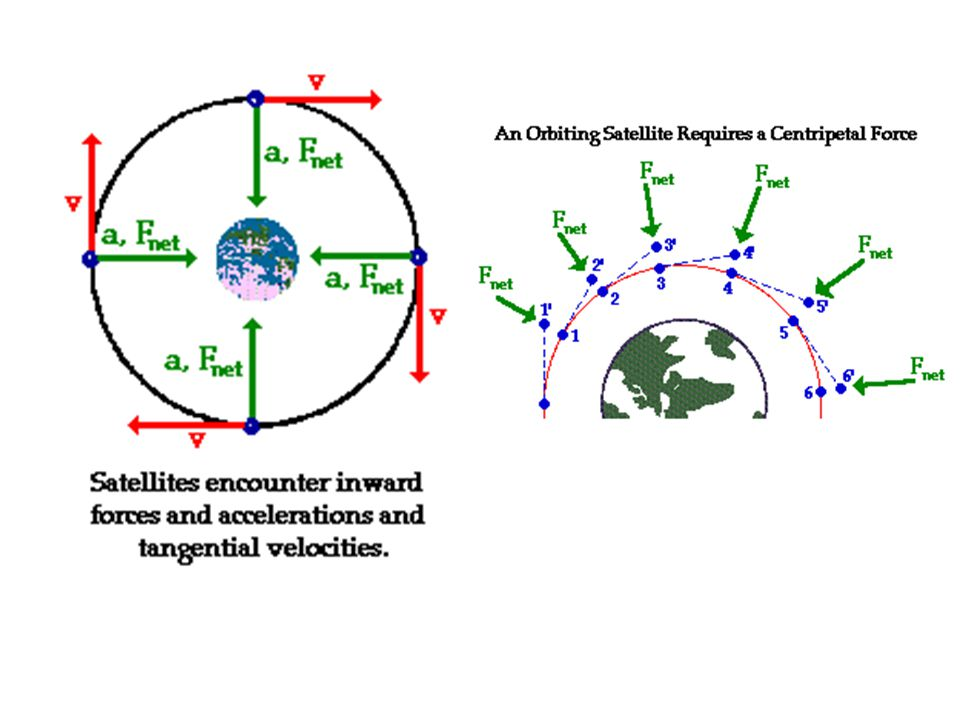 v
a, Fnet
v
a, Fnet
a, Fnet
v
a, Fnet
v
Satellites encounter inward
forces and accelerations and
tangential velocities.
An Orbiting Satellite Requires a Centripetal Force
Fnet
Fnet
Fnet
Fnet
Fnet
Fnet
1'
2'
3'
4'
5'
6'
1
2
3
4
5
6